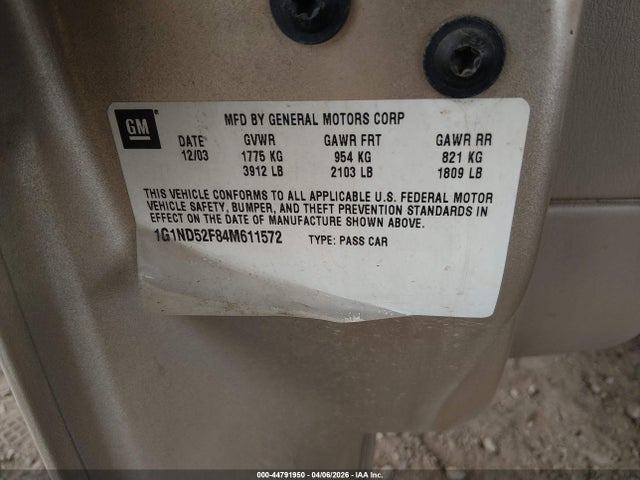 GM
MFD BY GENERAL MOTORS CORP
DATE GVWR GAWR FRT GAWR RR
12/03 1775 KG 954 KG 821 KG
3912 LB 2103 LB 1809 LB
THIS VEHICLE CONFORMS TO ALL APPLICABLE U.S. FEDERAL MOTOR
VEHICLE SAFETY, BUMPER, AND THEFT PREVENTION STANDARDS IN
EFFECT ON THE DATE OF MANUFACTURE SHOWN ABOVE.
1G1ND52F84M611572 TYPE: PASS CAR
000-44791950 | 04/06/2026 | IAA Inc.